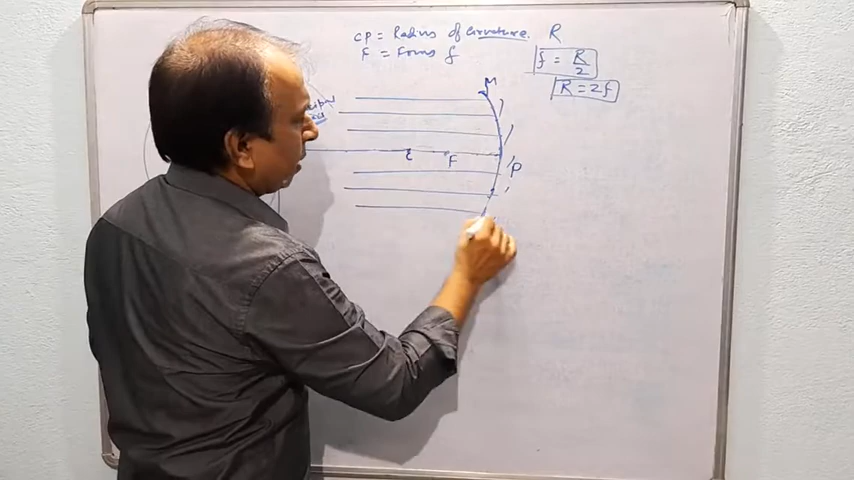 CP = Radius of Curvature. R
F = Focus f
f = R/2
R = 2f
M
C
F
P